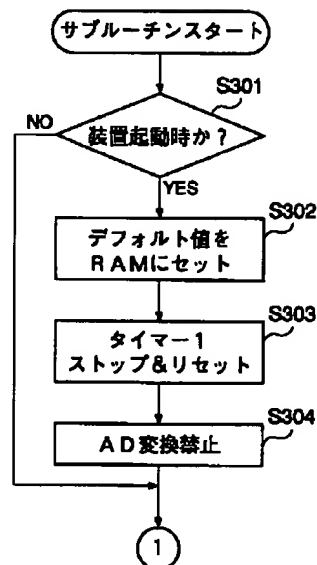 サブルーチンスタート
S301
NO
装置起動時か？
YES
S302
デフォルト値を
RAMにセット
S303
タイマー1
ストップ&リセット
S304
AD変換禁止
1